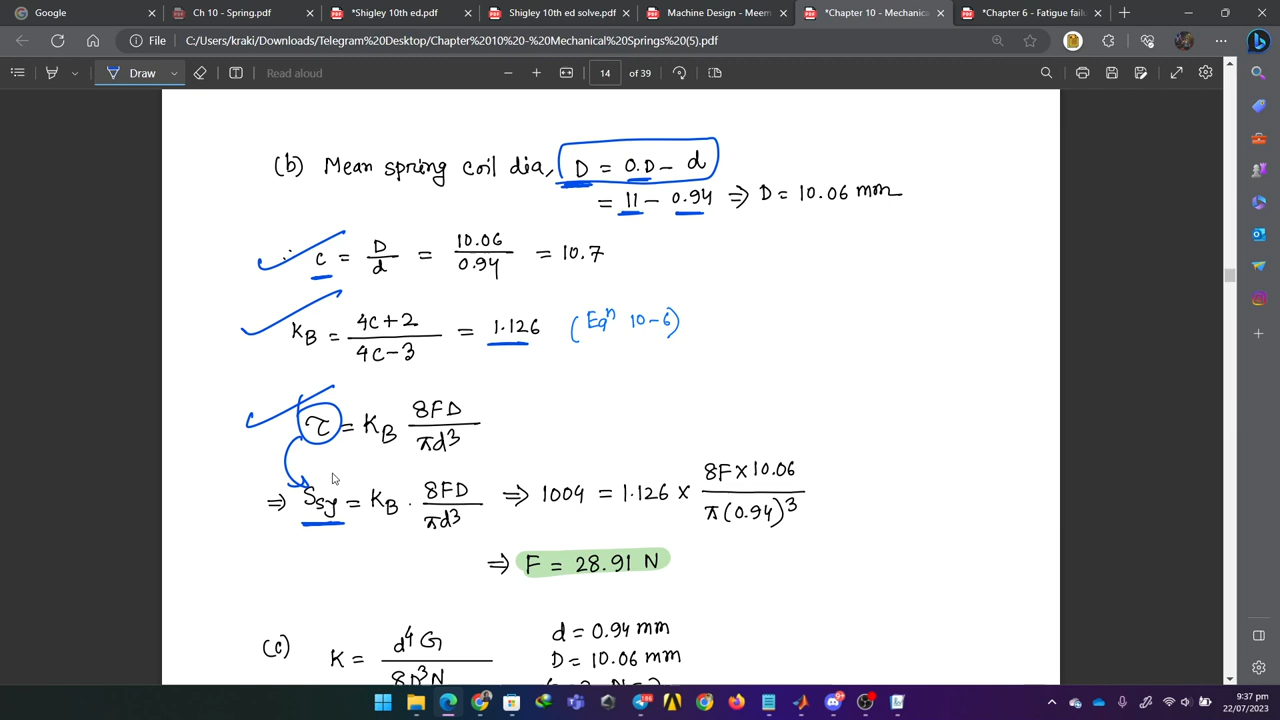 Google
Ch 10 - Spring.pdf
*Shigley 10th ed.pdf
Shigley 10th ed solve.pdf
Machine Design - Meem
*Chapter 10 - Mechanica
*Chapter 6 - Fatigue fail
File
C:/Users/kraki/Downloads/Telegram%20Desktop/Chapter%2010%20-%20Mechanical%20Springs%20(5).pdf
Draw
Read aloud
14 of 39
(b) Mean spring coil dia, D = O.D - d
= 11 - 0.94 ⇒ D = 10.06 mm
∴ c = D/d = 10.06/0.94 = 10.7
K_B = (4c+2)/(4c-3) = 1.126 (Eqⁿ 10-6)
τ = K_B 8FD/πd³
⇒ S_sy = K_B · 8FD/πd³ ⇒ 1004 = 1.126 × (8F×10.06)/(π(0.94)³)
⇒ F = 28.91 N
(c) K = d⁴G/8D³N
d = 0.94 mm
D = 10.06 mm
9:37 pm
22/07/2023